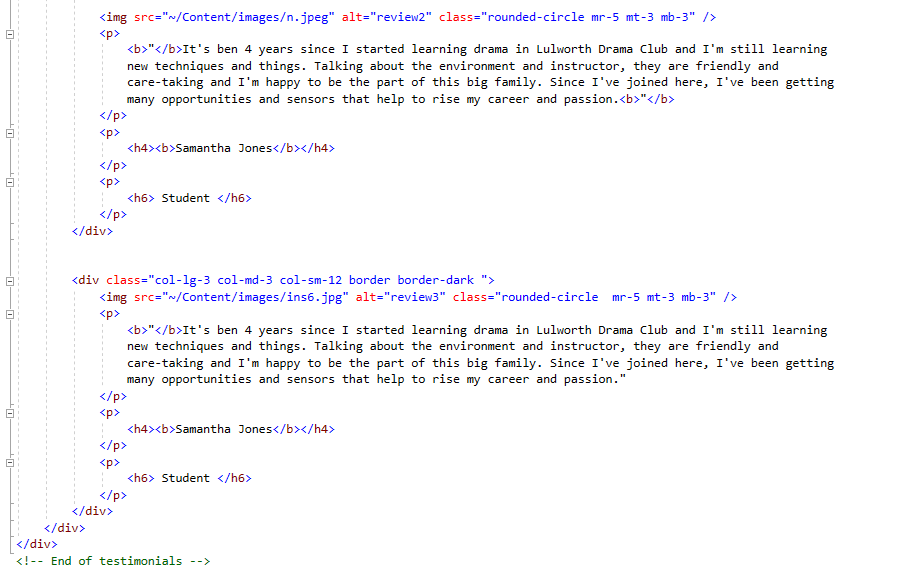 <img src="~/Content/images/n.jpeg" alt="review2" class="rounded-circle mr-5 mt-3 mb-3" />
<p>
<b>"</b>It's ben 4 years since I started learning drama in Lulworth Drama Club and I'm still learning
new techniques and things. Talking about the environment and instructor, they are friendly and
care-taking and I'm happy to be the part of this big family. Since I've joined here, I've been getting
many opportunities and sensors that help to rise my career and passion.<b>"</b>
</p>
<p>
<h4><b>Samantha Jones</b></h4>
</p>
<p>
<h6> Student </h6>
</p>
</div>
<div class="col-lg-3 col-md-3 col-sm-12 border border-dark ">
<img src="~/Content/images/ins6.jpg" alt="review3" class="rounded-circle  mr-5 mt-3 mb-3" />
<p>
<b>"</b>It's ben 4 years since I started learning drama in Lulworth Drama Club and I'm still learning
new techniques and things. Talking about the environment and instructor, they are friendly and
care-taking and I'm happy to be the part of this big family. Since I've joined here, I've been getting
many opportunities and sensors that help to rise my career and passion."
</p>
<p>
<h4><b>Samantha Jones</b></h4>
</p>
<p>
<h6> Student </h6>
</p>
</div>
</div>
</div>
<!-- End of testimonials -->